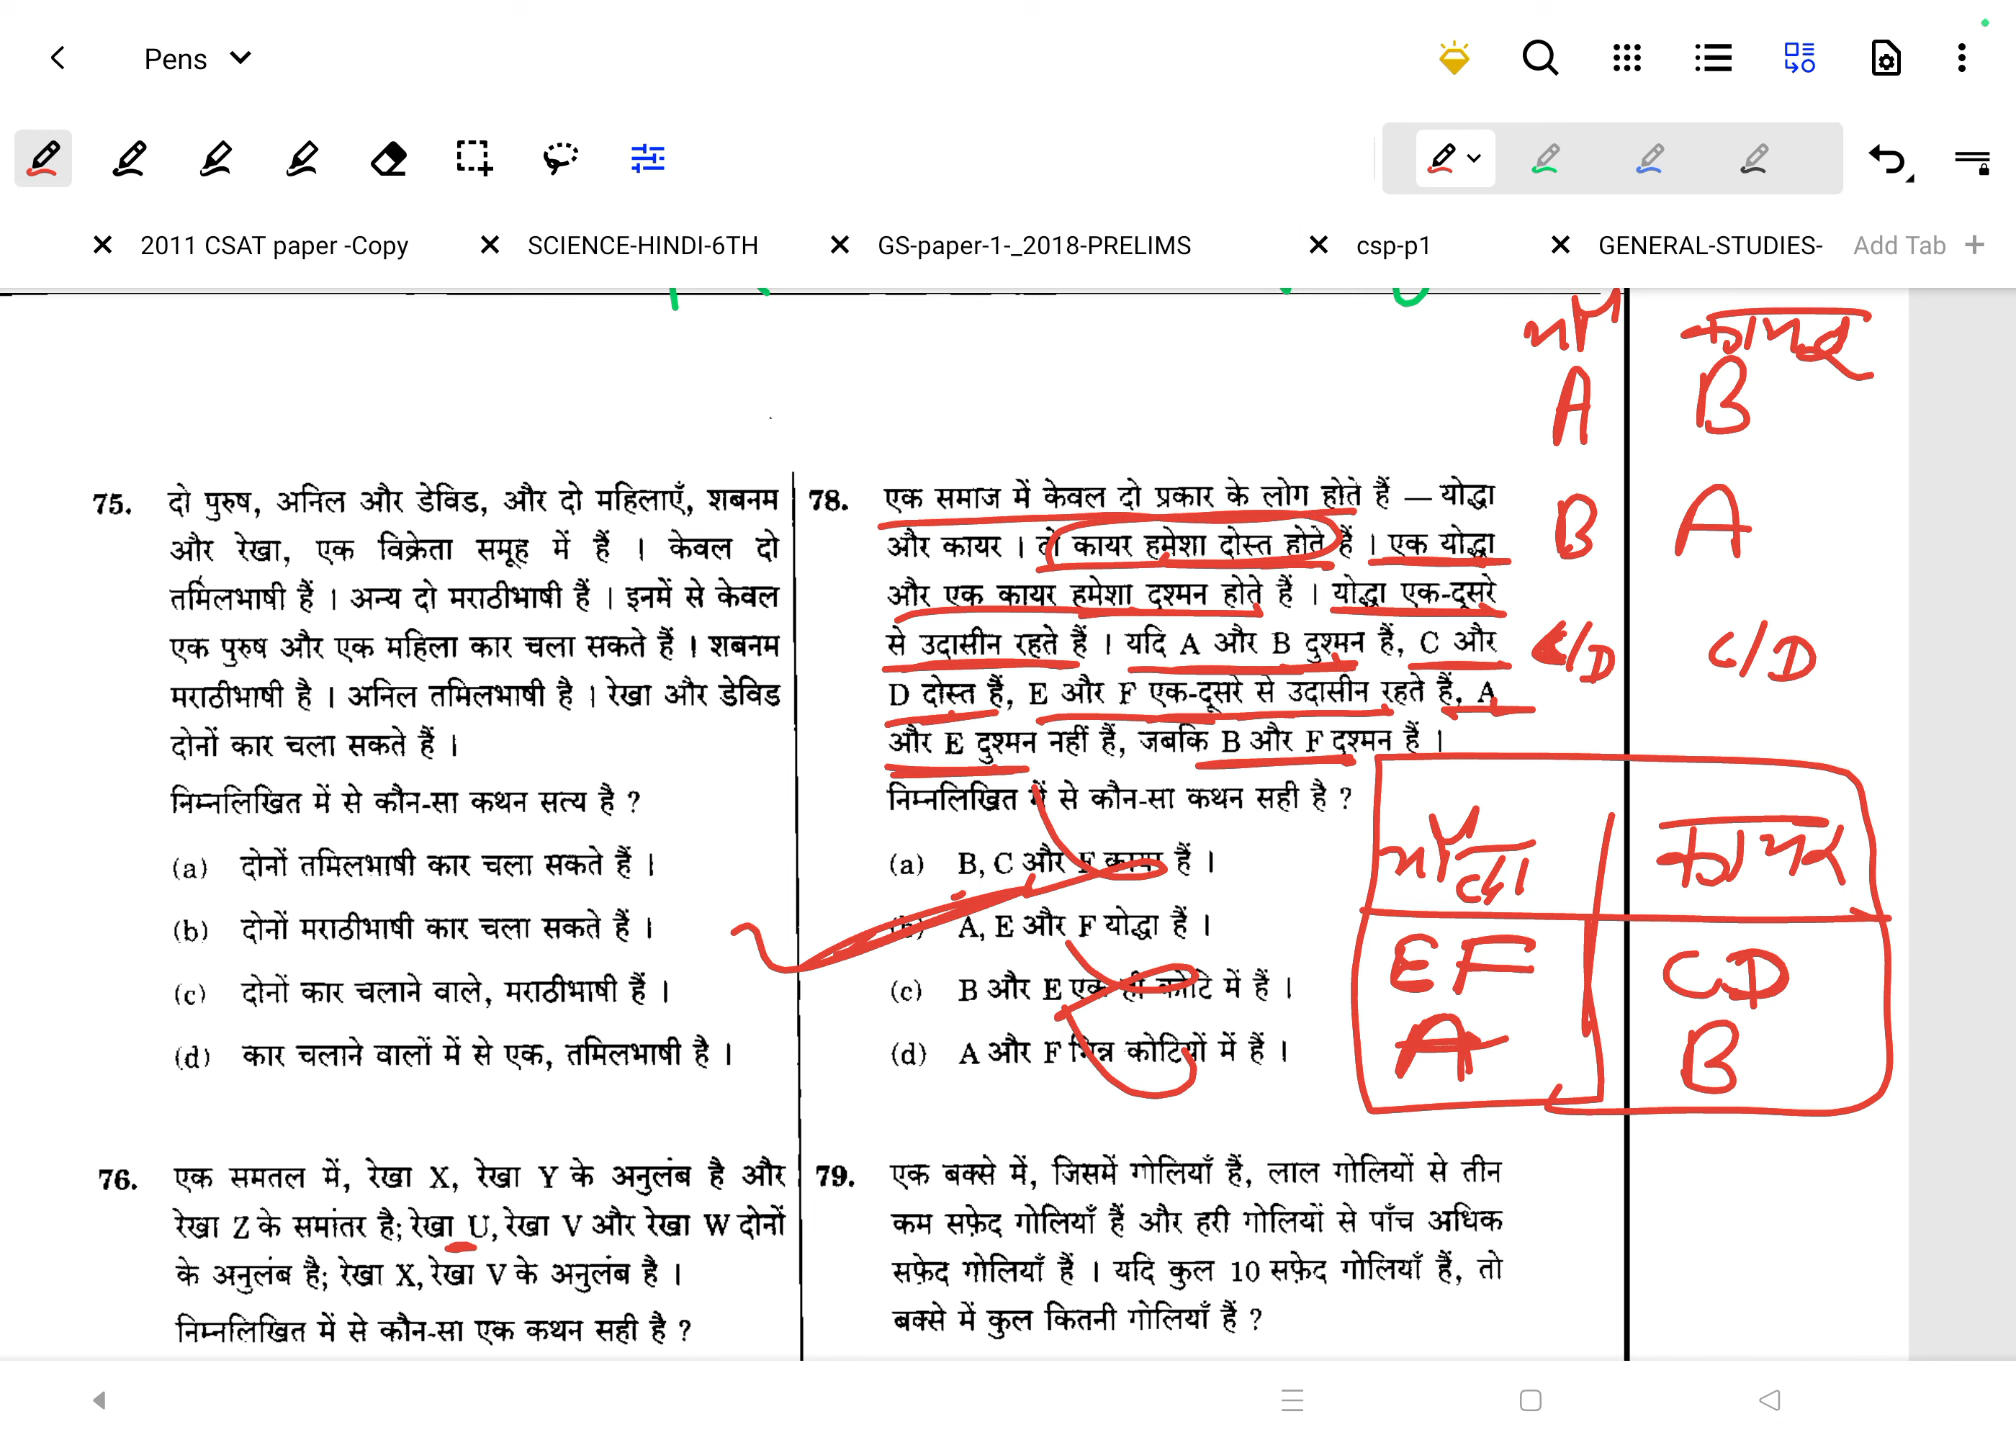 Pens
2011 CSAT paper -Copy
SCIENCE-HINDI-6TH
GS-paper-1-_2018-PRELIMS
csp-p1
GENERAL-STUDIES-
Add Tab +
कायर
A B
B A
C/D C/D
75. दो पुरुष, अनिल और डेविड, और दो महिलाएँ, शबनम
और रेखा, एक विक्रेता समूह में हैं । केवल दो
तमिलभाषी हैं । अन्य दो मराठीभाषी हैं । इनमें से केवल
एक पुरुष और एक महिला कार चला सकते हैं । शबनम
मराठीभाषी है । अनिल तमिलभाषी है । रेखा और डेविड
दोनों कार चला सकते हैं ।
निम्नलिखित में से कौन-सा कथन सत्य है ?
(a) दोनों तमिलभाषी कार चला सकते हैं ।
(b) दोनों मराठीभाषी कार चला सकते हैं ।
(c) दोनों कार चलाने वाले, मराठीभाषी हैं ।
(d) कार चलाने वालों में से एक, तमिलभाषी है ।
76. एक समतल में, रेखा X, रेखा Y के अनुलंब है और
रेखा Z के समांतर है; रेखा U, रेखा V और रेखा W दोनों
के अनुलंब है; रेखा X, रेखा V के अनुलंब है ।
निम्नलिखित में से कौन-सा एक कथन सही है ?
78. एक समाज में केवल दो प्रकार के लोग होते हैं — योद्धा
और कायर । दो कायर हमेशा दोस्त होते हैं । एक योद्धा
और एक कायर हमेशा दुश्मन होते हैं । योद्धा एक-दूसरे
से उदासीन रहते हैं । यदि A और B दुश्मन हैं, C और
D दोस्त हैं, E और F एक-दूसरे से उदासीन रहते हैं, A
और E दुश्मन नहीं हैं, जबकि B और F दुश्मन हैं ।
निम्नलिखित में से कौन-सा कथन सही है ?
(a) B, C और F कायर हैं ।
(b) A, E और F योद्धा हैं ।
(c) B और E एक ही कोटि में हैं ।
(d) A और F भिन्न कोटियों में हैं ।
कायर
EF CD
A B
79. एक बक्से में, जिसमें गोलियाँ हैं, लाल गोलियों से तीन
कम सफ़ेद गोलियाँ हैं और हरी गोलियों से पाँच अधिक
सफ़ेद गोलियाँ हैं । यदि कुल 10 सफ़ेद गोलियाँ हैं, तो
बक्से में कुल कितनी गोलियाँ हैं ?